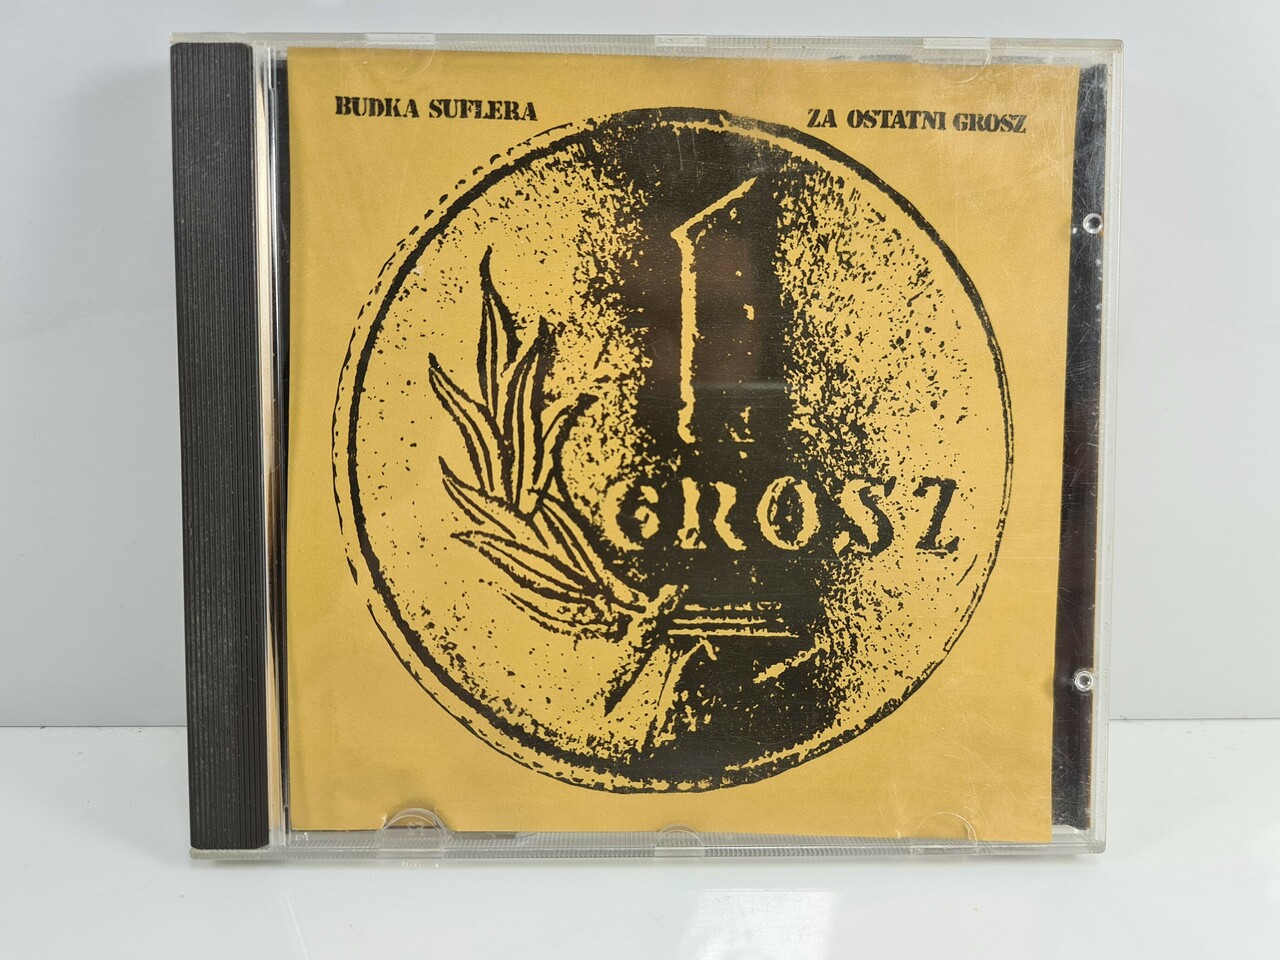 BUDKA SUFLERA
ZA OSTATNI GROSZ
1
GROSZ